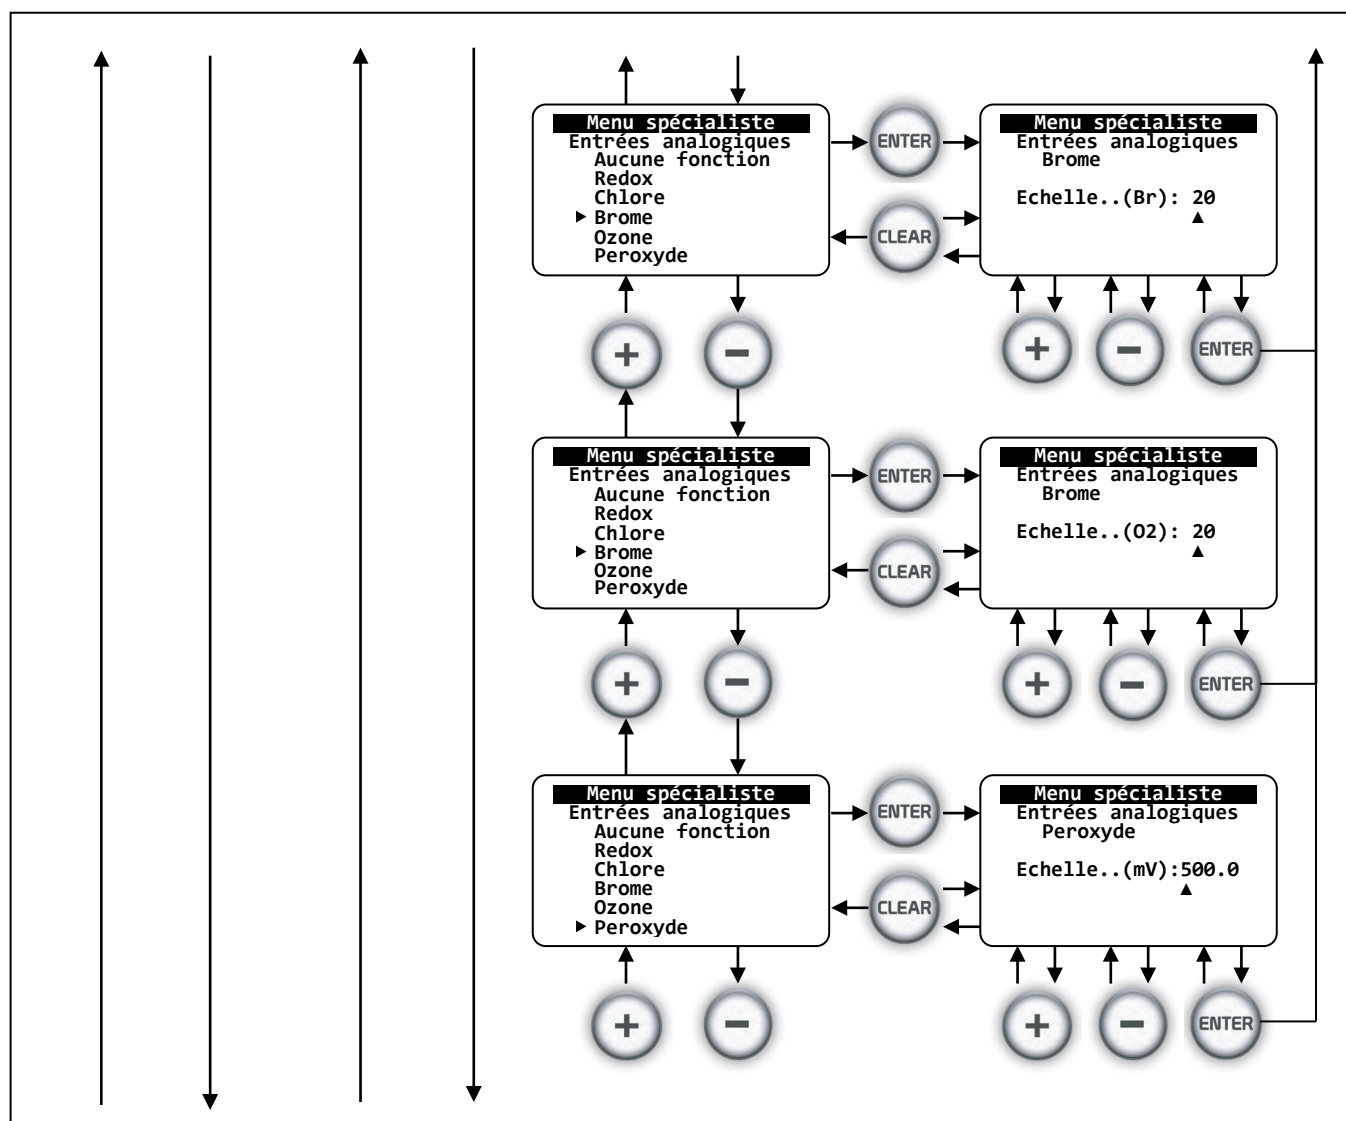 Menu spécialiste
Entrées analogiques
Aucune fonction
Redox
Chlore
▶ Brome
Ozone
Peroxyde
ENTER
CLEAR
Menu spécialiste
Entrées analogiques
Brome
Echelle..(Br): 20
▲
+
−
+
−
ENTER
Menu spécialiste
Entrées analogiques
Aucune fonction
Redox
Chlore
▶ Brome
Ozone
Peroxyde
ENTER
CLEAR
Menu spécialiste
Entrées analogiques
Brome
Echelle..(O2): 20
▲
+
−
+
−
ENTER
Menu spécialiste
Entrées analogiques
Aucune fonction
Redox
Chlore
Brome
Ozone
▶ Peroxyde
ENTER
CLEAR
Menu spécialiste
Entrées analogiques
Peroxyde
Echelle..(mV):500.0
▲
+
−
+
−
ENTER